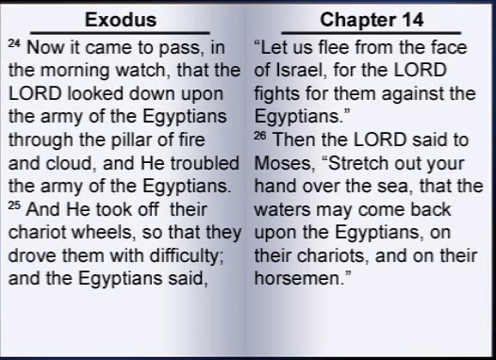 Exodus
24 Now it came to pass, in
the morning watch, that the
LORD looked down upon
the army of the Egyptians
through the pillar of fire
and cloud, and He troubled
the army of the Egyptians.
25 And He took off their
chariot wheels, so that they
drove them with difficulty;
and the Egyptians said,
Chapter 14
“Let us flee from the face
of Israel, for the LORD
fights for them against the
Egyptians.”
26 Then the LORD said to
Moses, “Stretch out your
hand over the sea, that the
waters may come back
upon the Egyptians, on
their chariots, and on their
horsemen.”